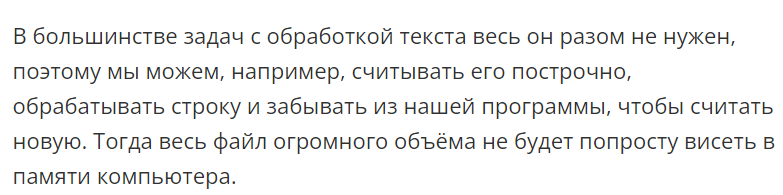 В большинстве задач с обработкой текста весь он разом не нужен,
поэтому мы можем, например, считывать его построчно,
обрабатывать строку и забывать из нашей программы, чтобы считать
новую. Тогда весь файл огромного объёма не будет попросту висеть в
памяти компьютера.